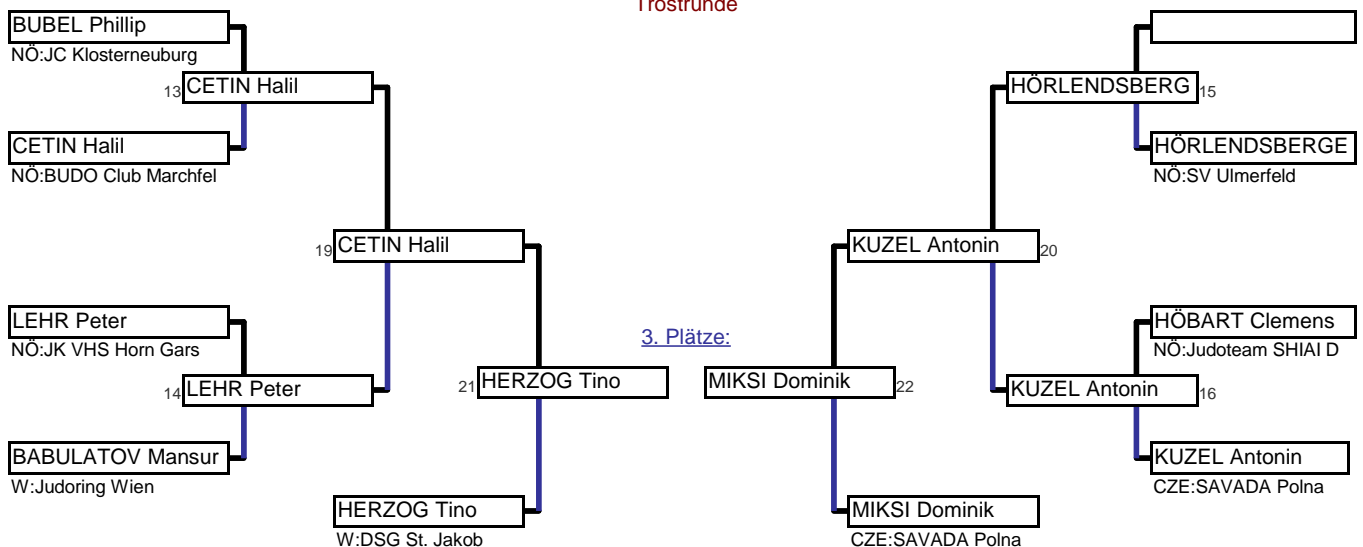 Trostrunde
BUBEL Phillip
NÖ:JC Klosterneuburg
13 CETIN Halil
CETIN Halil
NÖ:BUDO Club Marchfel
19 CETIN Halil
LEHR Peter
NÖ:JK VHS Horn Gars
14 LEHR Peter
BABULATOV Mansur
W:Judoring Wien
21 HERZOG Tino
HERZOG Tino
W:DSG St. Jakob
3. Plätze:
HÖRLENDSBERG 15
HÖRLENDSBERGE
NÖ:SV Ulmerfeld
KUZEL Antonin 20
HÖBART Clemens
NÖ:Judoteam SHIAI D
KUZEL Antonin 16
KUZEL Antonin
CZE:SAVADA Polna
MIKSI Dominik 22
MIKSI Dominik
CZE:SAVADA Polna